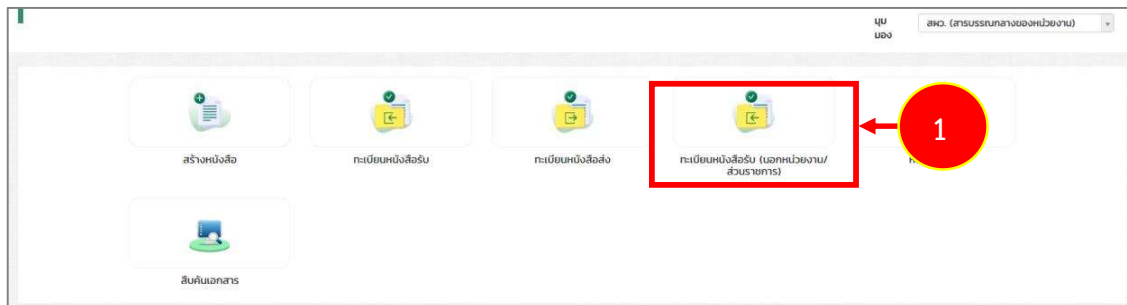 มุม
มอง
สผว. (สารบรรณกลางของหน่วยงาน)
สร้างหนังสือ
ทะเบียนหนังสือรับ
ทะเบียนหนังสือส่ง
ทะเบียนหนังสือรับ (นอกหน่วยงาน/
ส่วนราชการ)
1
สืบค้นเอกสาร